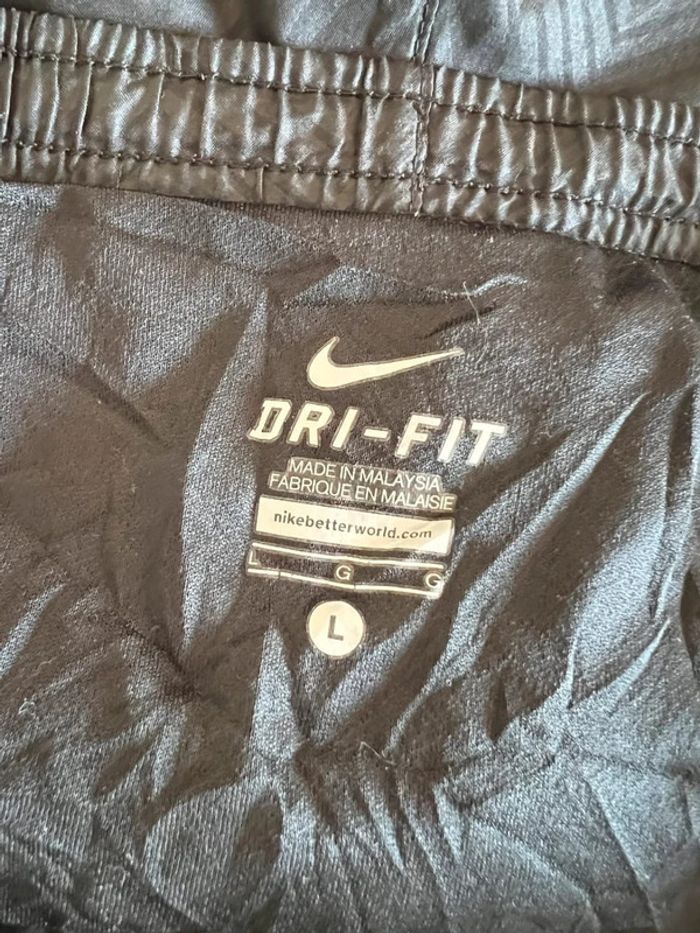 DRI-FIT
MADE IN MALAYSIA
FABRIQUE EN MALAISIE
nikebetterworld.com
L G G
L